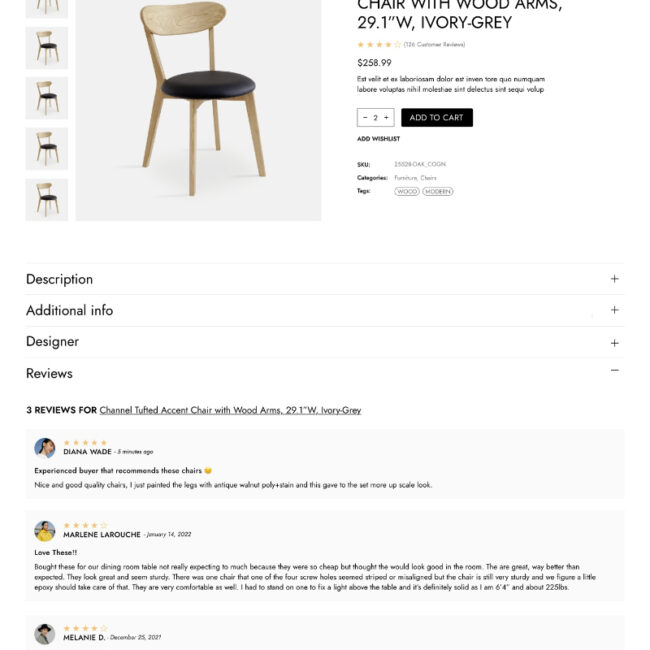 CHAIR WITH WOOD ARMS,
29.1”W, IVORY-GREY
(126 Customer Reviews)
$258.99
Est velit et ex laboriosam dolor est inven tore quo numquam
labore voluptas nihil molestiae sint delectus sint sequi volup
− 2 +
ADD TO CART
ADD WISHLIST
SKU: 25528-OAK_COGN
Categories: Furniture, Chairs
Tags: WOOD MODERN
Description +
Additional info +
Designer +
Reviews −
3 REVIEWS FOR Channel Tufted Accent Chair with Wood Arms, 29.1”W, Ivory-Grey
DIANA WADE - 5 minutes ago
Experienced buyer that recommends these chairs 😉
Nice and good quality chairs, I just painted the legs with antique walnut poly+stain and this gave to the set more up scale look.
MARLENE LAROUCHE - January 14, 2022
Love These!!
Bought these for our dining room table not really expecting to much because they were so cheap but thought the would look good in the room. The are great, way better than
expected. They look great and seem sturdy. There was one chair that one of the four screw holes seemed striped or misaligned but the chair is still very sturdy and we figure a little
epoxy should take care of that. They are very comfortable as well. I had to stand on one to fix a light above the table and it's definitely solid as I am 6'4” and about 225lbs.
MELANIE D. - December 25, 2021